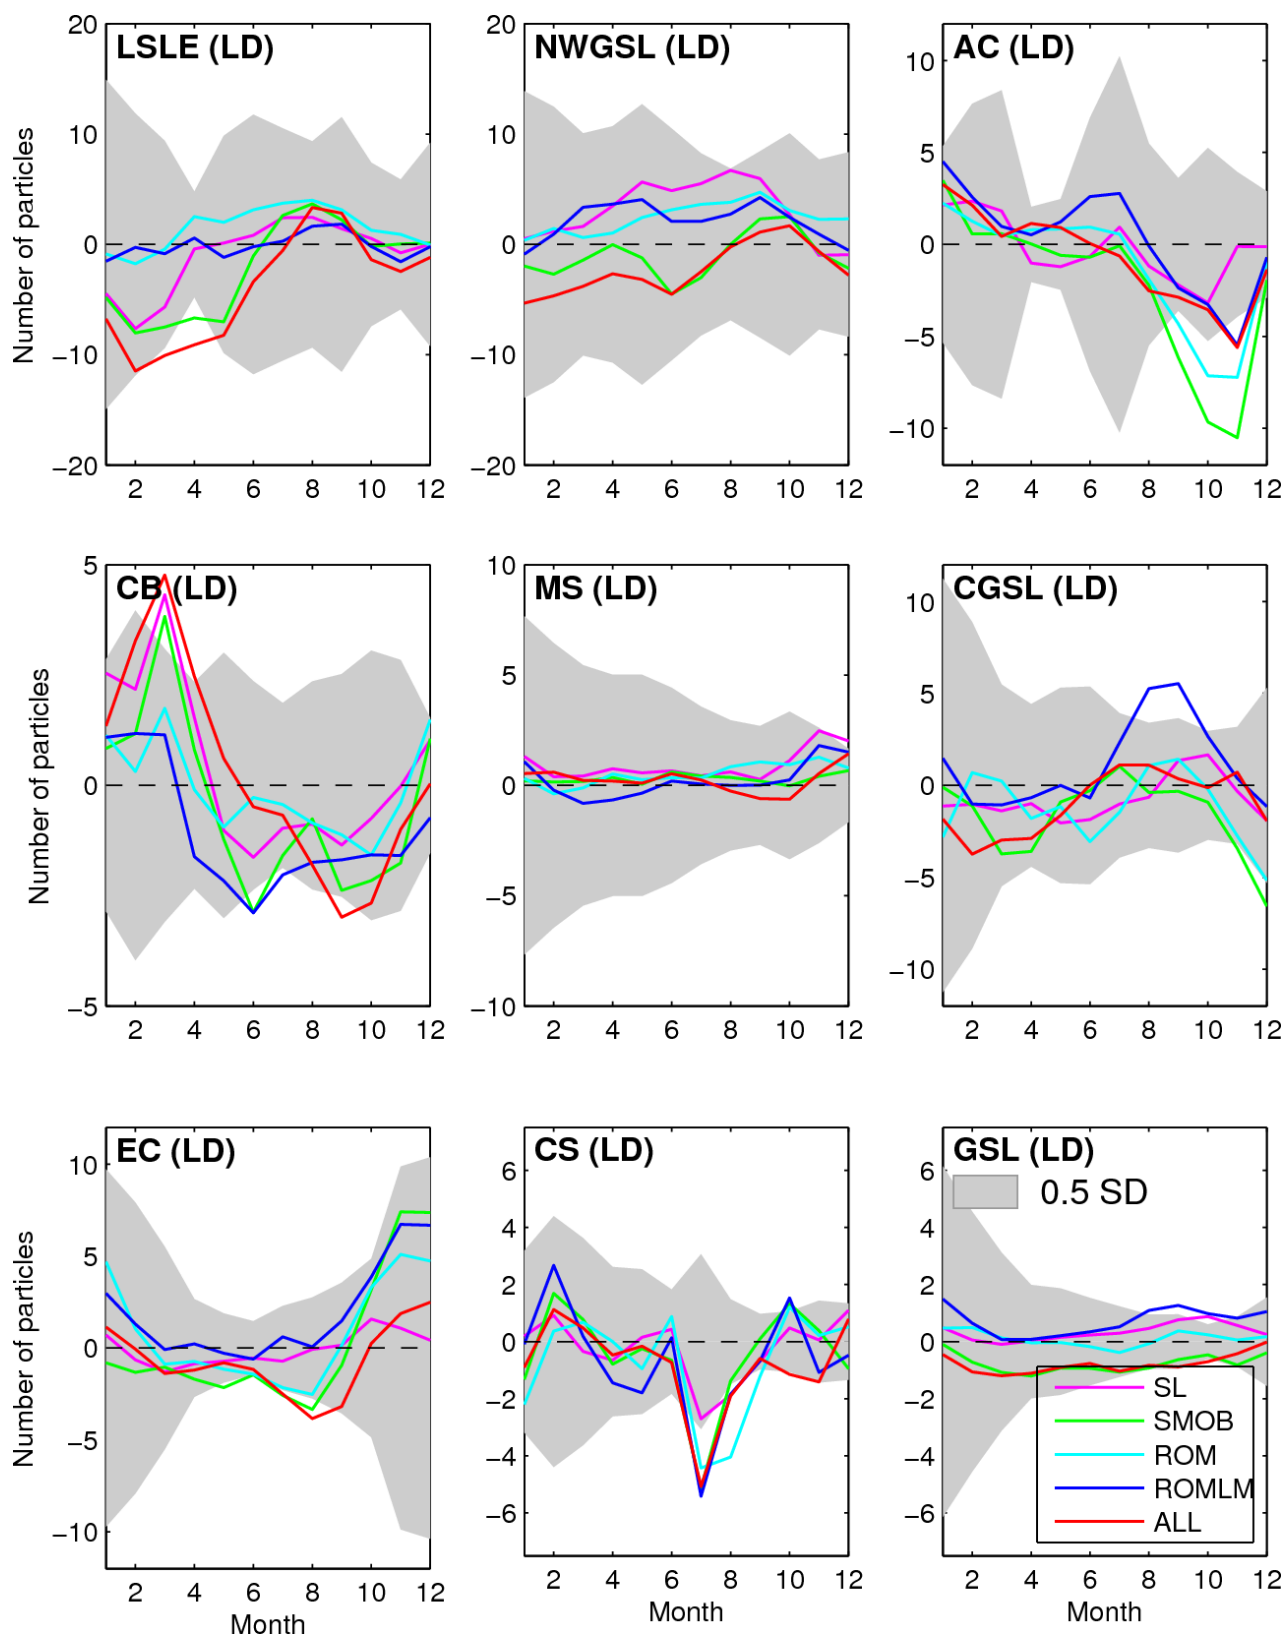 LSLE (LD)
20
10
0
−10
−20
2 4 6 8 10 12
Number of particles
NWGSL (LD)
20
10
0
−10
−20
2 4 6 8 10 12
AC (LD)
10
5
0
−5
−10
2 4 6 8 10 12
CB (LD)
5
0
−5
2 4 6 8 10 12
Number of particles
MS (LD)
10
5
0
−5
−10
2 4 6 8 10 12
CGSL (LD)
10
5
0
−5
−10
2 4 6 8 10 12
EC (LD)
10
5
0
−5
−10
2 4 6 8 10 12
Number of particles
Month
CS (LD)
6
4
2
0
−2
−4
−6
2 4 6 8 10 12
Month
GSL (LD)
0.5 SD
6
4
2
0
−2
−4
−6
SL
SMOB
ROM
ROMLM
ALL
2 4 6 8 10 12
Month